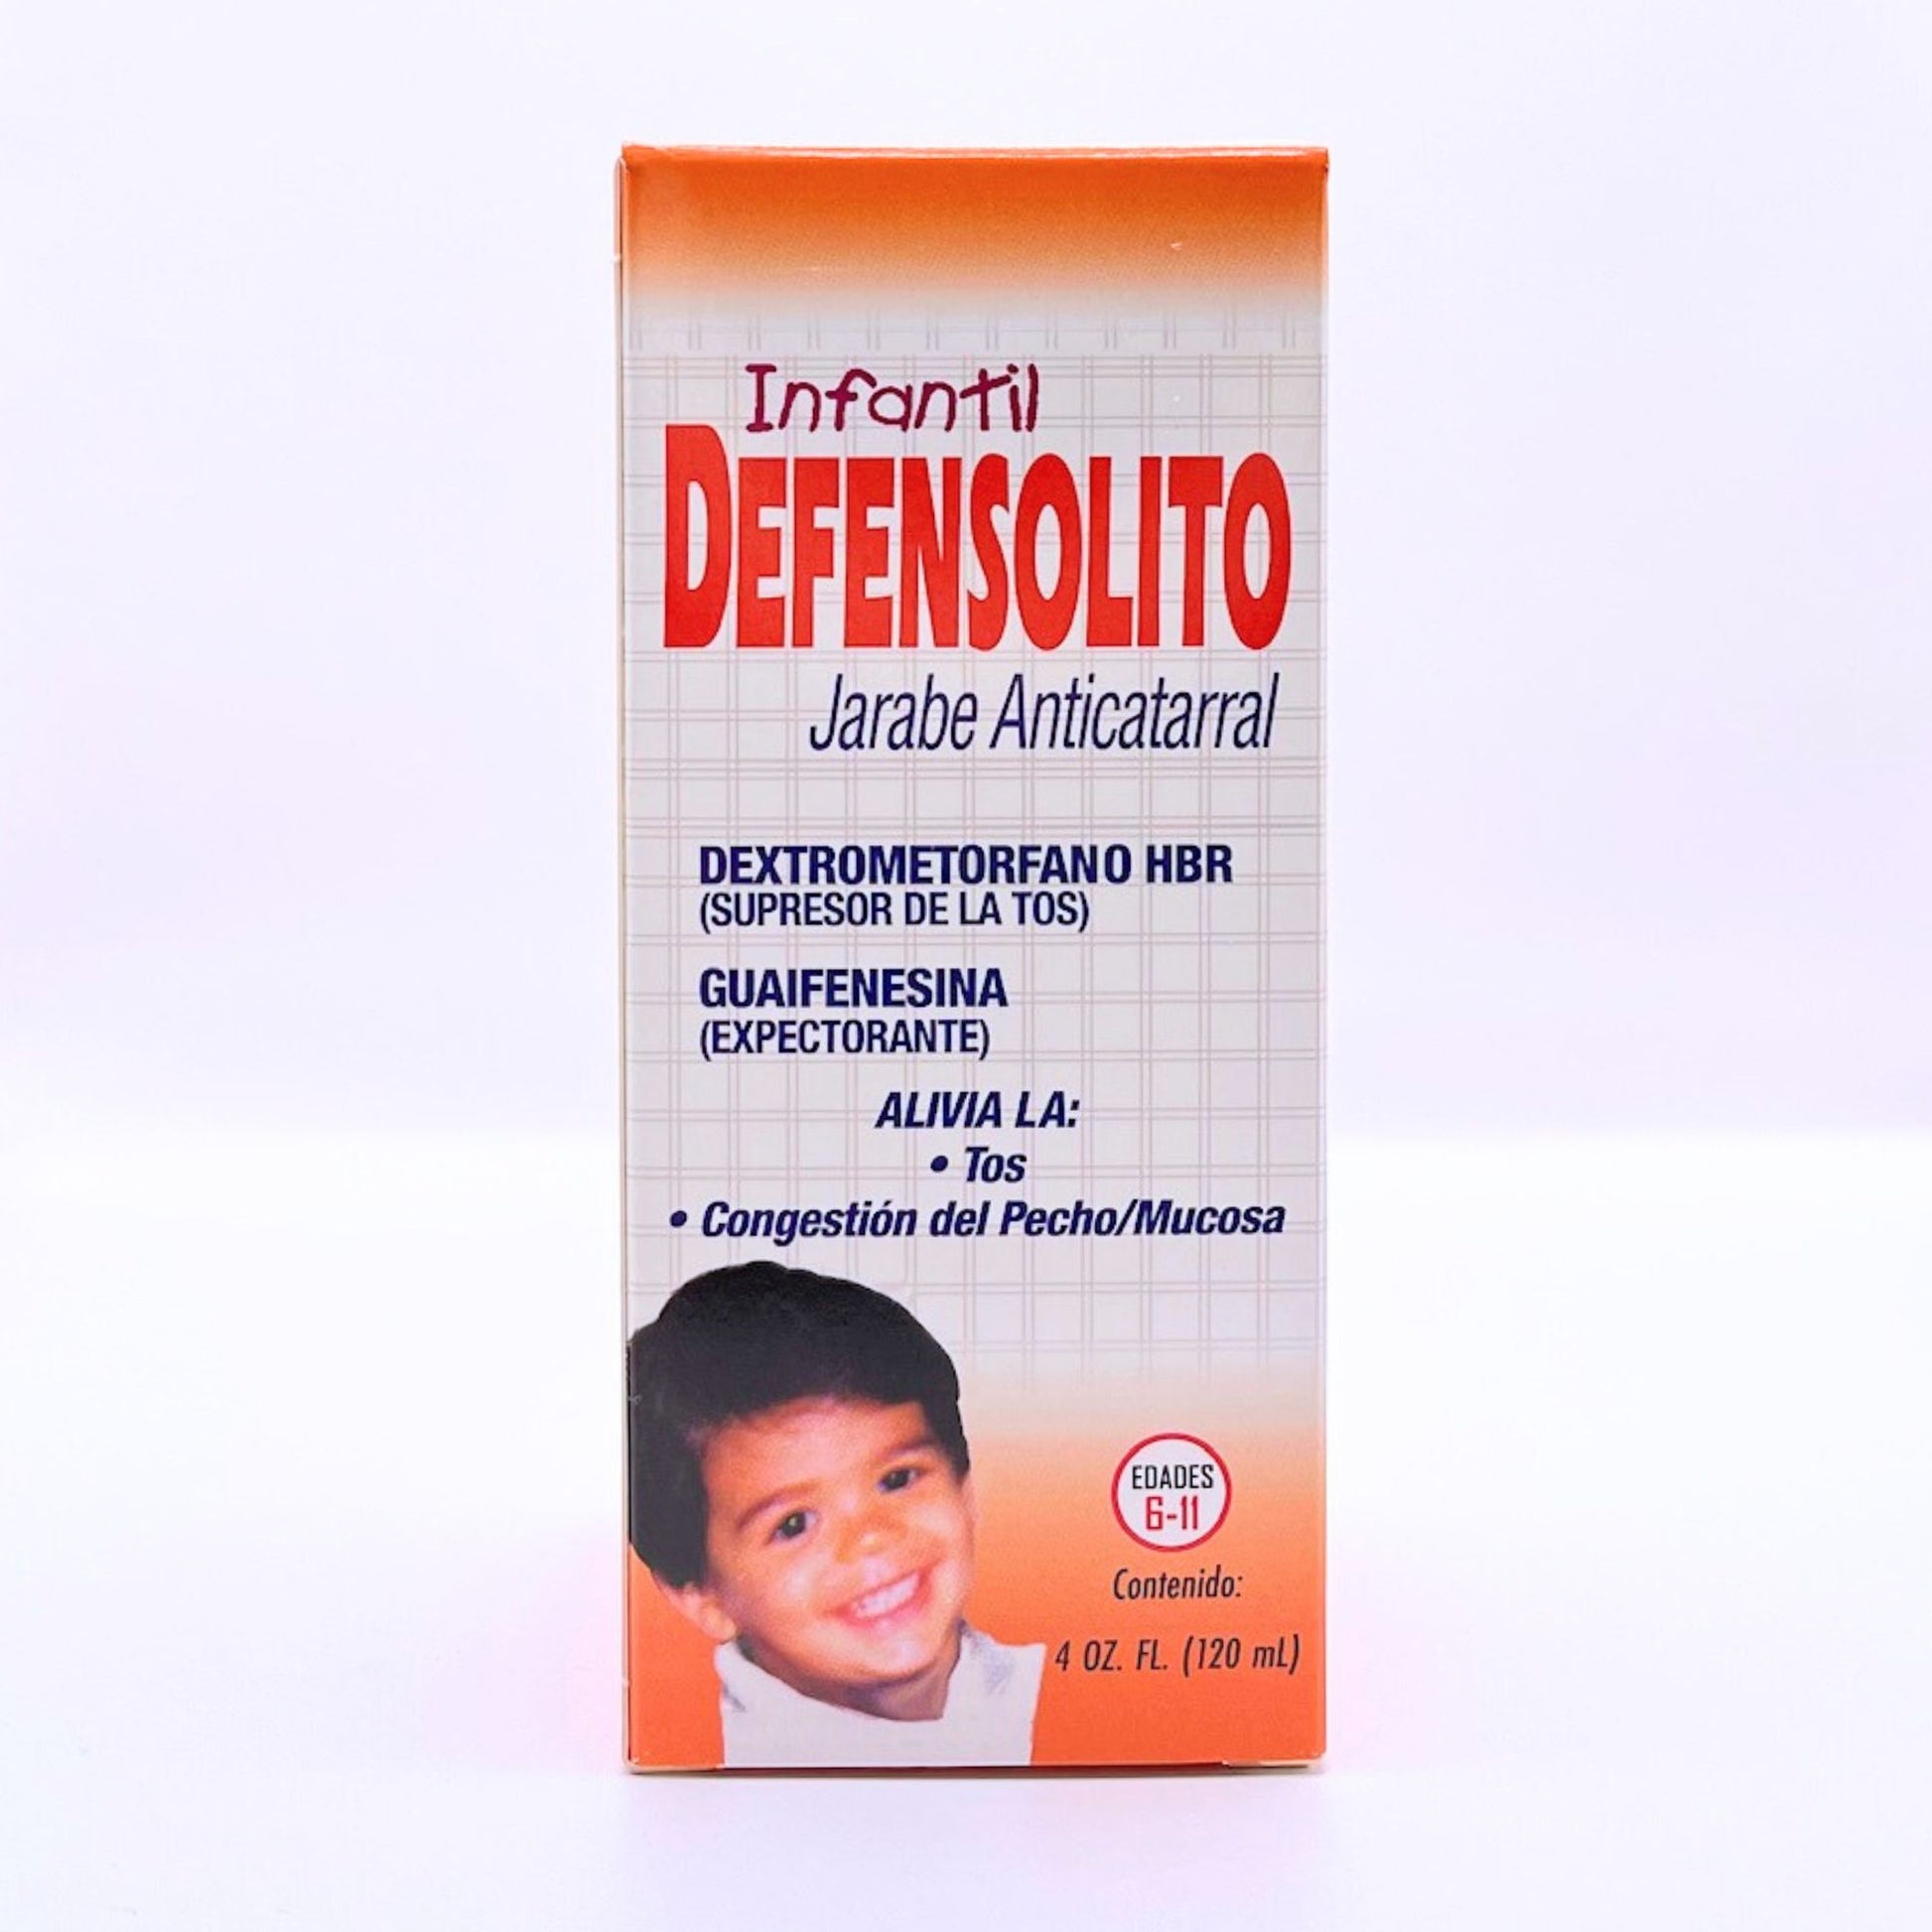 Infantil
DEFENSOLITO
Jarabe Anticatarral
DEXTROMETORFANO HBR
(SUPRESOR DE LA TOS)
GUAIFENESINA
(EXPECTORANTE)
ALIVIA LA:
• Tos
• Congestión del Pecho/Mucosa
EDADES
6-11
Contenido:
4 OZ. FL. (120 mL)